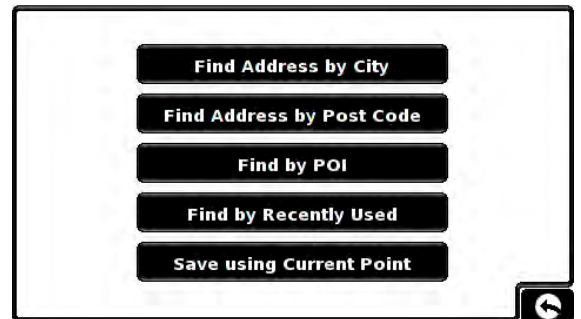 Find Address by City
Find Address by Post Code
Find by POI
Find by Recently Used
Save using Current Point